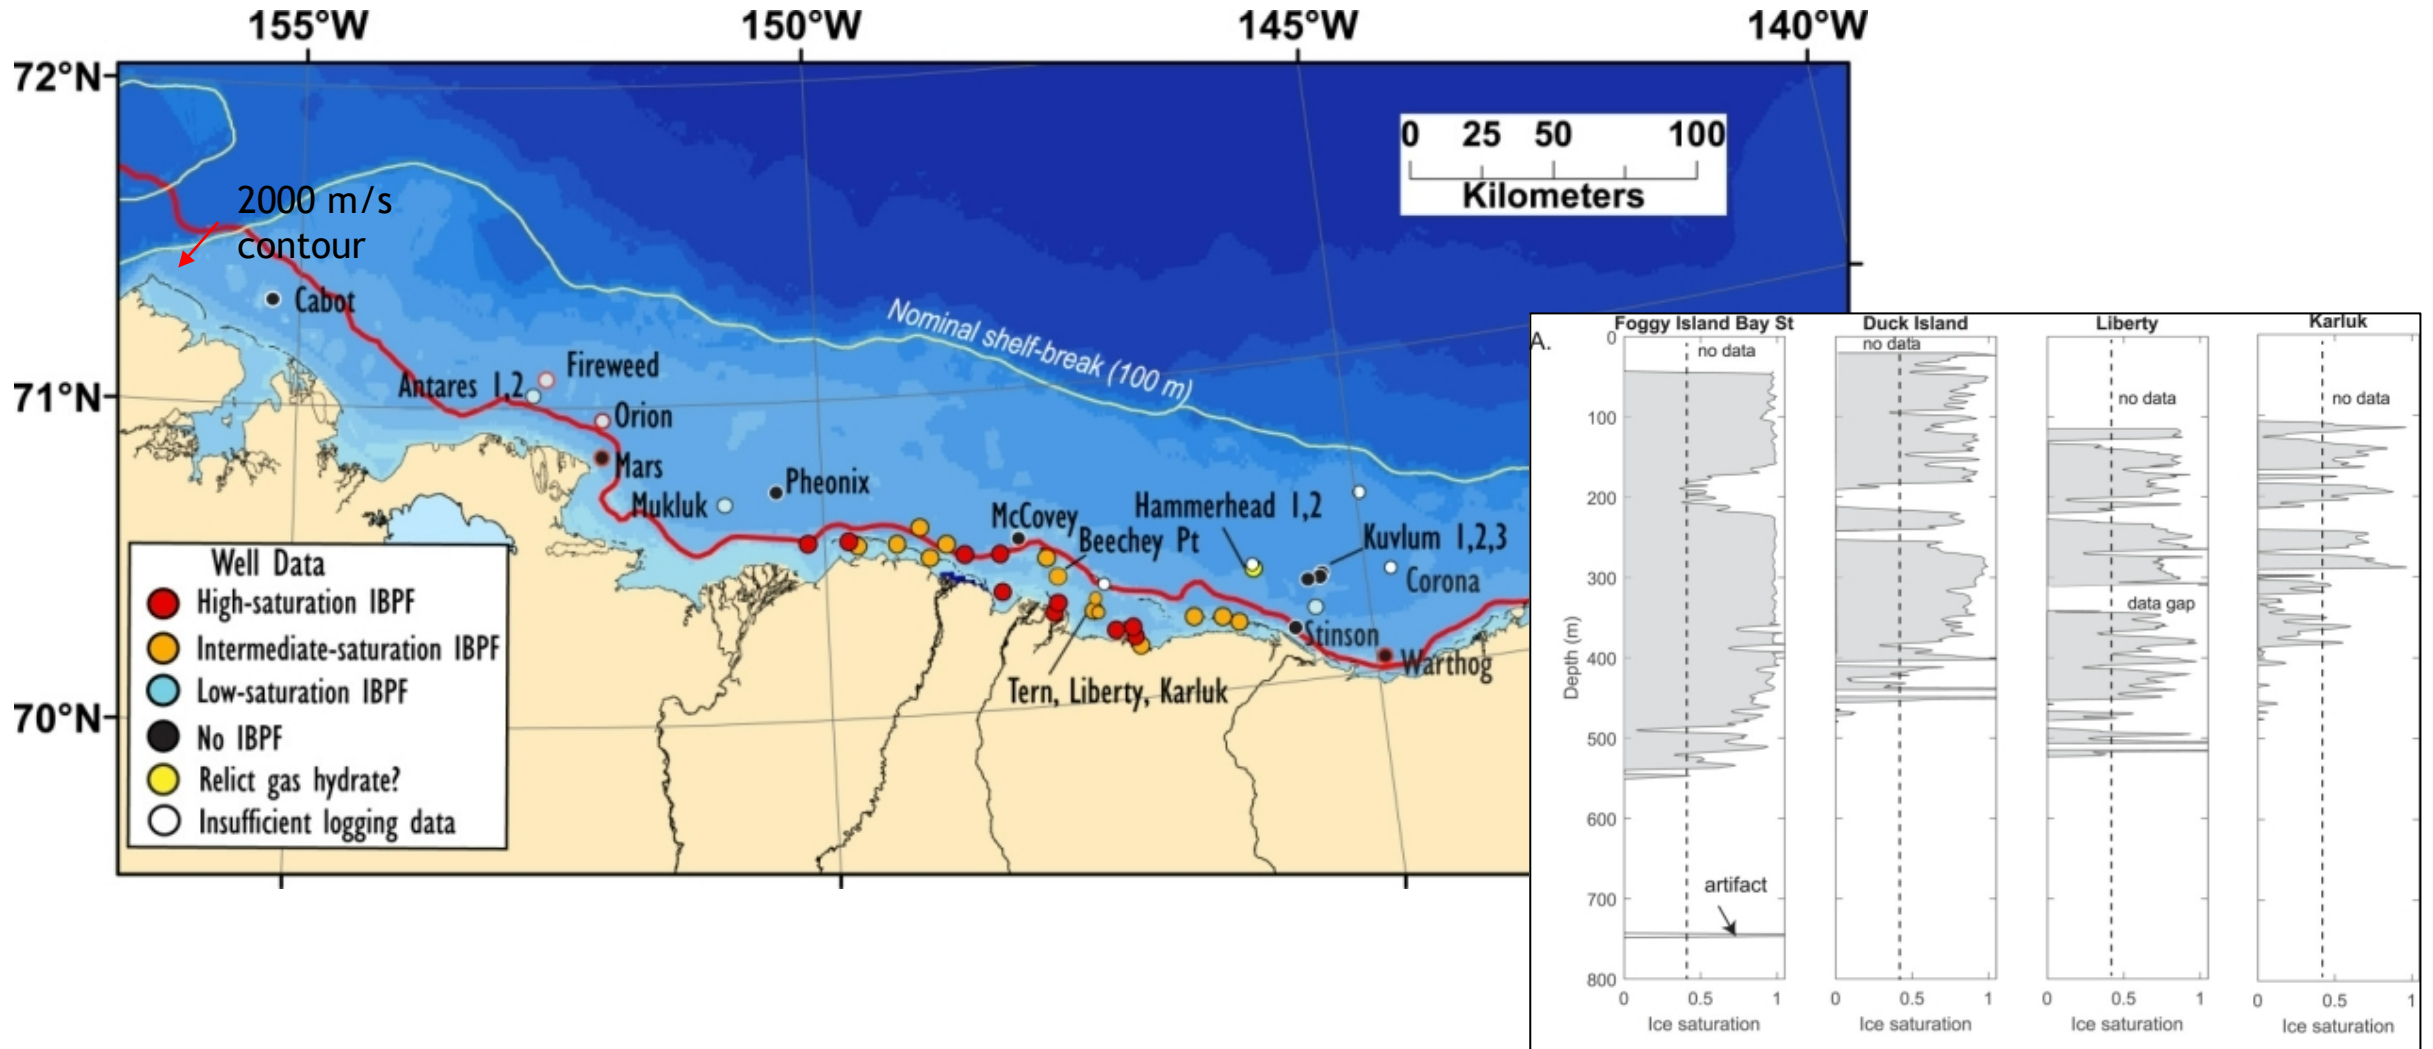 155°W 150°W 145°W 140°W
72°N
71°N
70°N
0 25 50 100
Kilometers
2000 m/s
contour
Nominal shelf-break (100 m)
Cabot
Fireweed
Antares 1,2
Orion
Mars
Mukluk
Pheonix
McCovey
Beechey Pt
Hammerhead 1,2
Kuvlum 1,2,3
Corona
Stinson
Warthog
Tern, Liberty, Karluk
Well Data
High-saturation IBPF
Intermediate-saturation IBPF
Low-saturation IBPF
No IBPF
Relict gas hydrate?
Insufficient logging data
A.
Foggy Island Bay St Duck Island Liberty Karluk
no data no data no data no data
data gap
artifact
Depth (m)
0
100
200
300
400
500
600
700
800
0 0.5 1 0 0.5 1 0 0.5 1 0 0.5 1
Ice saturation Ice saturation Ice saturation Ice saturation